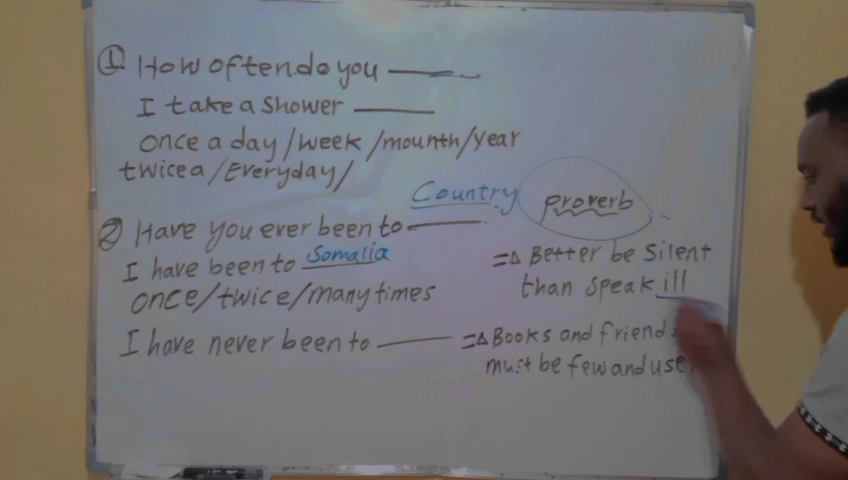 ① How often do you
I take a shower
once a day/week/mounth/year
twice a/Everyday/
Country
② Have you ever been to
I have been to Somalia
once/twice/many times
I have never been to
proverb
=Δ Better be silent
than speak ill
=Δ Books and friends
must be few and